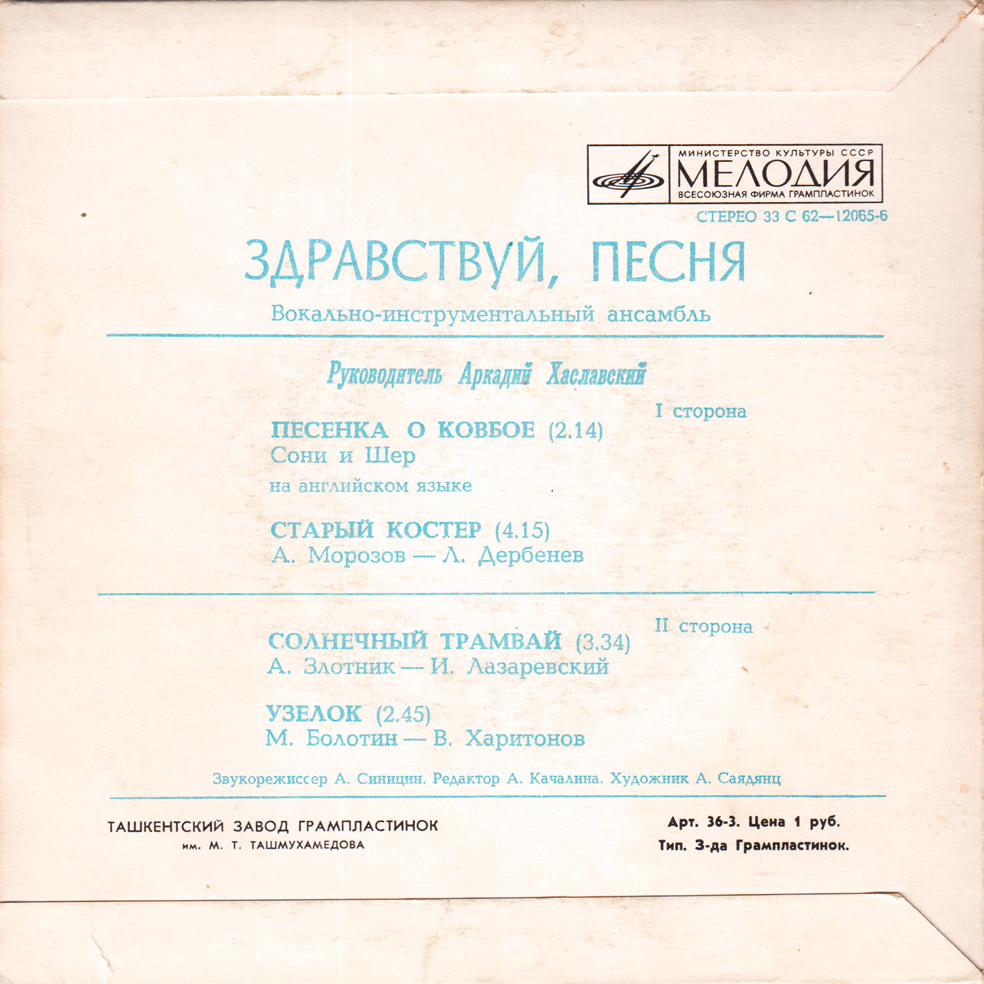 МИНИСТЕРСТВО КУЛЬТУРЫ СССР
МЕЛОДИЯ
ВСЕСОЮЗНАЯ ФИРМА ГРАМПЛАСТИНОК
СТЕРЕО 33 С 62—12065-6
ЗДРАВСТВУЙ, ПЕСНЯ
Вокально-инструментальный ансамбль
Руководитель Аркадий Хаславский
I сторона
ПЕСЕНКА О КОВБОЕ (2.14)
Сони и Шер
на английском языке
СТАРЫЙ КОСТЕР (4.15)
А. Морозов — Л. Дербенев
II сторона
СОЛНЕЧНЫЙ ТРАМВАЙ (3.34)
А. Злотник — И. Лазаревский
УЗЕЛОК (2.45)
М. Болотин — В. Харитонов
Звукорежиссер А. Синицин. Редактор А. Качалина. Художник А. Саядянц
ТАШКЕНТСКИЙ ЗАВОД ГРАМПЛАСТИНОК
им. М. Т. ТАШМУХАМЕДОВА
Арт. 36-3. Цена 1 руб.
Тип. З-да Грампластинок.